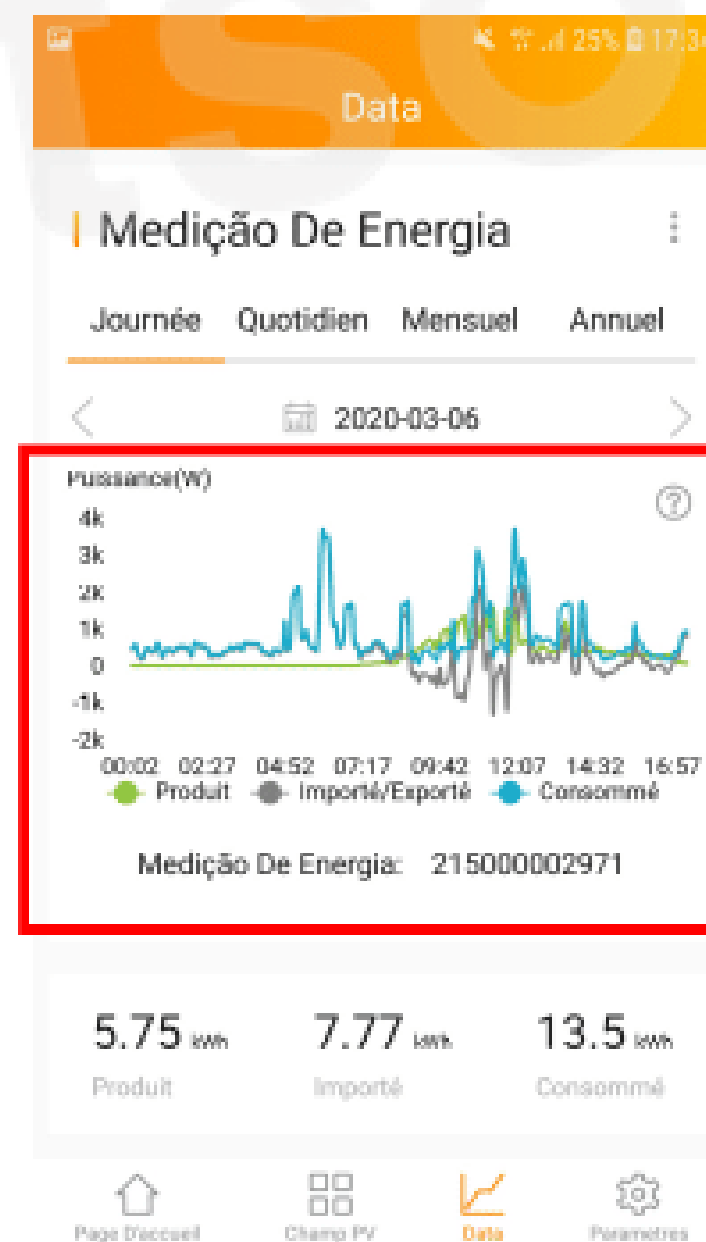 25% 17:34
Data
Medição De Energia
Journée Quotidien Mensuel Annuel
2020-03-06
Puissance(W)
4k
3k
2k
1k
0
-1k
-2k
00:02 02:27 04:52 07:17 09:42 12:07 14:32 16:57
Produit Importé/Exporté Consommé
Medição De Energia: 215000002971
5.75 kWh 7.77 kWh 13.5 kWh
Produit Importé Consommé
Page D'accueil Champ PV Data Parametres